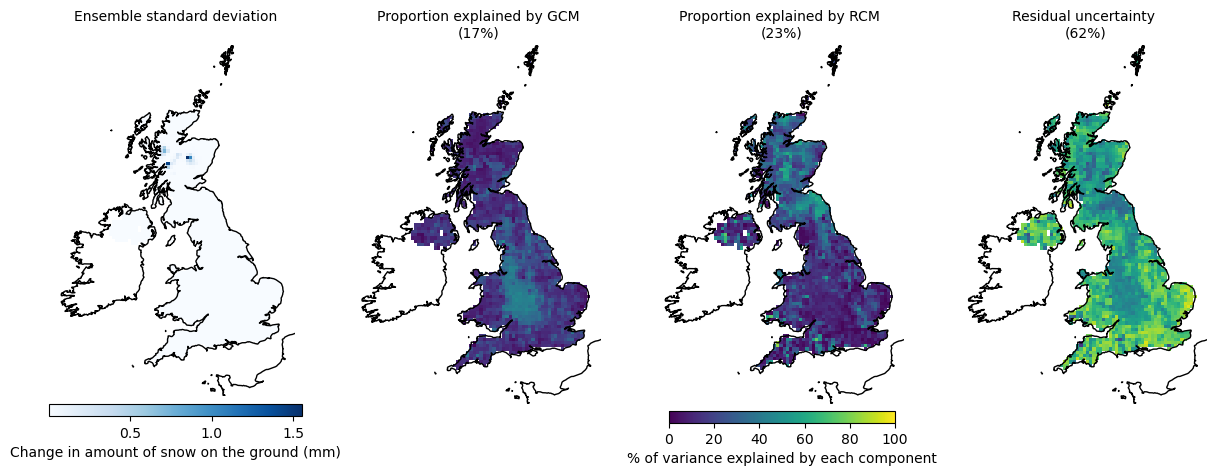 Ensemble standard deviation
Proportion explained by GCM
(17%)
Proportion explained by RCM
(23%)
Residual uncertainty
(62%)
0.5 1.0 1.5
Change in amount of snow on the ground (mm)
0 20 40 60 80 100
% of variance explained by each component